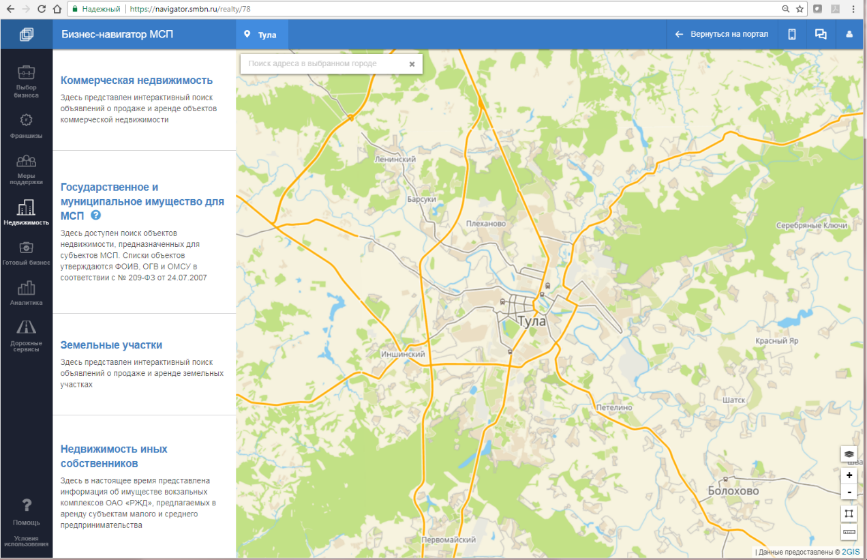 Надежный | https://navigator.smbn.ru/realty/78
Бизнес-навигатор МСП
Тула
Вернуться на портал
Выбор
бизнеса
Франшизы
Меры
поддержки
Недвижимость
Готовый бизнес
Аналитика
Дорожные
сервисы
?
Помощь
Условия
использования
Коммерческая недвижимость
Здесь представлен интерактивный поиск
объявлений о продаже и аренде объектов
коммерческой недвижимости
Государственное и
муниципальное имущество для
МСП ?
Здесь доступен поиск объектов
недвижимости, предназначенных для
субъектов МСП. Списки объектов
утверждаются ФОИВ, ОГВ и ОМСУ в
соответствии с № 209-ФЗ от 24.07.2007
Земельные участки
Здесь представлен интерактивный поиск
объявлений о продаже и аренде земельных
участках
Недвижимость иных
собственников
Здесь в настоящее время представлена
информация об имуществе вокзальных
комплексов ОАО «РЖД», предлагаемых в
аренду субъектам малого и среднего
предпринимательства
Поиск адреса в выбранном городе
Ленинский
Барсуки
Плеханово
Серебряные Ключи
Тула
Иншинский
Красный Яр
Петелино
Шатск
Болохово
Первомайский
+
-
| Данные предоставлены © 2GIS